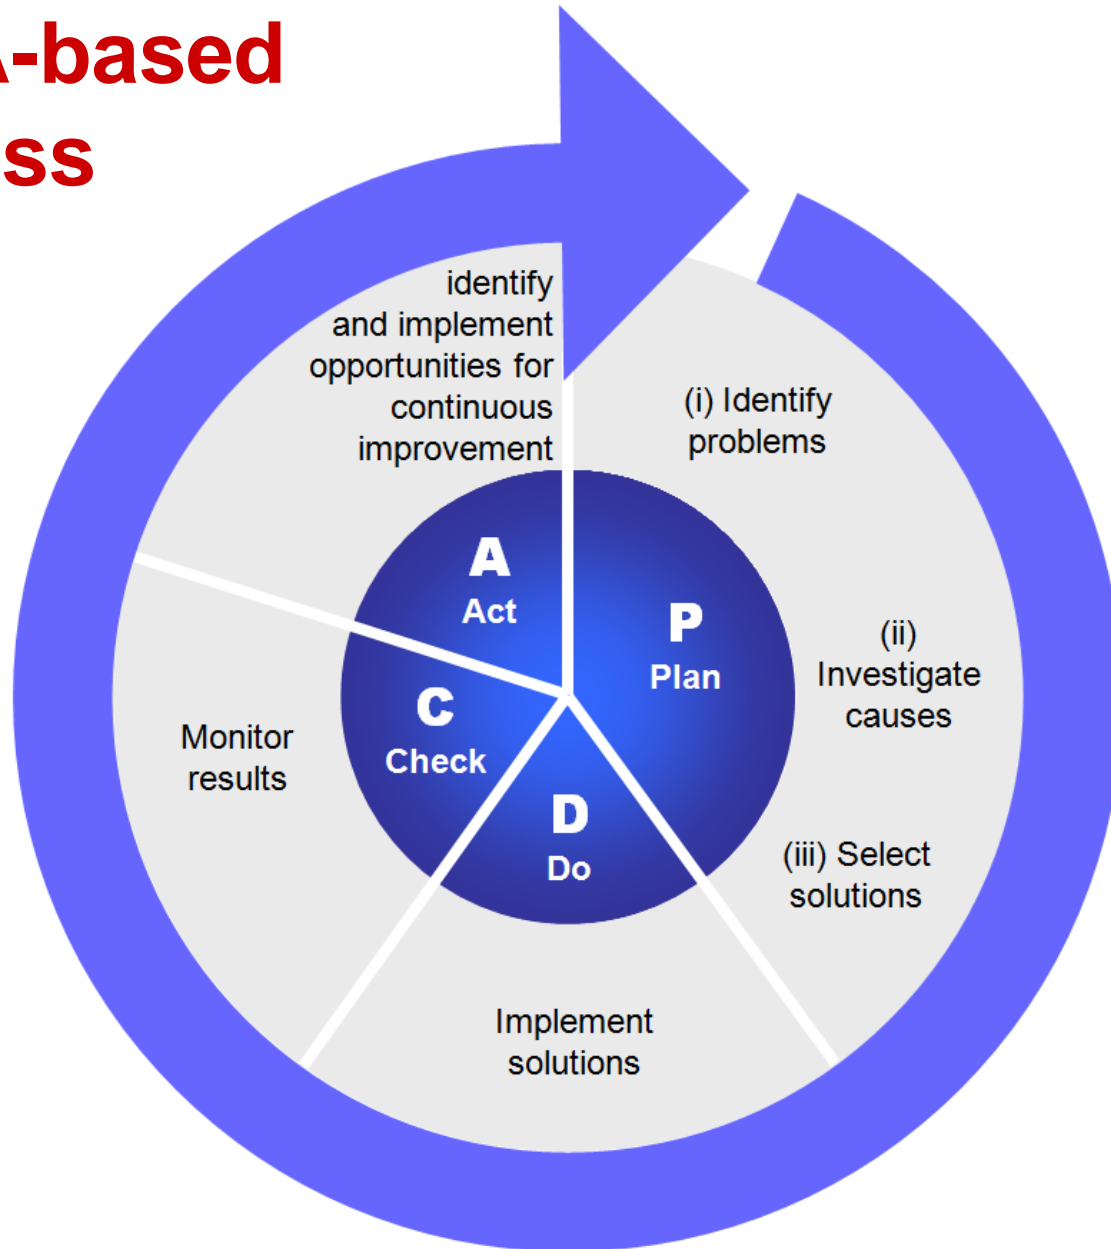 A-based
ss
identify
and implement
opportunities for
continuous
improvement
(i) Identify
problems
(ii)
Investigate
causes
(iii) Select
solutions
Implement
solutions
Monitor
results
A
Act
P
Plan
C
Check
D
Do